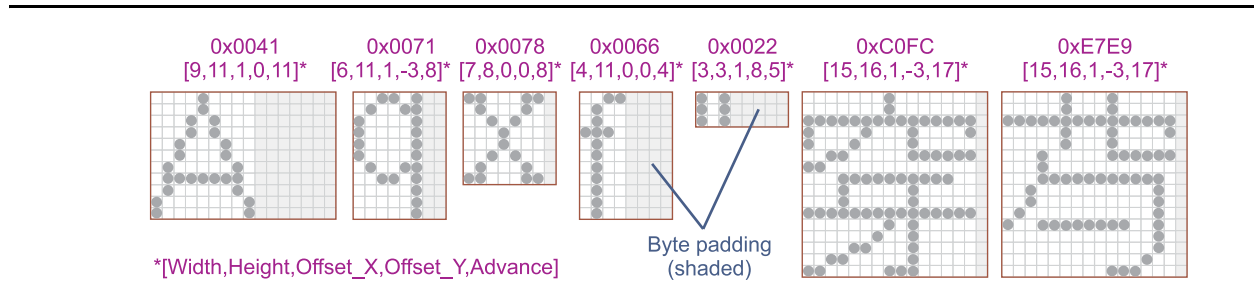 0x0041 0x0071 0x0078 0x0066 0x0022 0xC0FC 0xE7E9
[9,11,1,0,11]* [6,11,1,-3,8]* [7,8,0,0,8]* [4,11,0,0,4]* [3,3,1,8,5]* [15,16,1,-3,17]* [15,16,1,-3,17]*
Byte padding
(shaded)
*[Width,Height,Offset_X,Offset_Y,Advance]